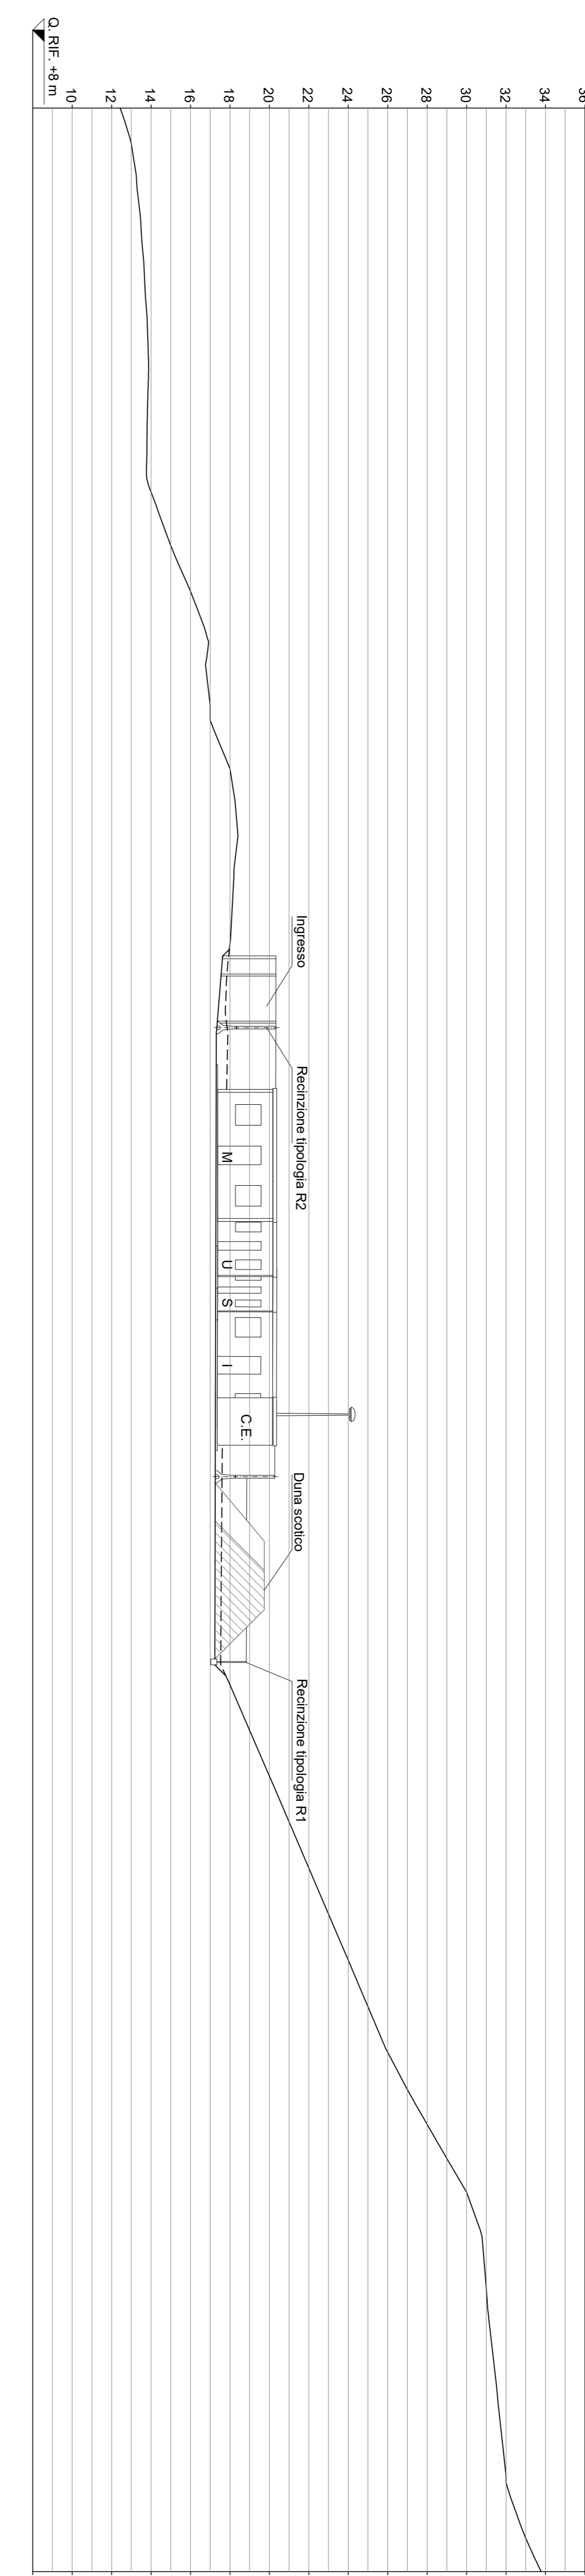 Q. RIF. +8 m
10
12
14
16
18
20
22
24
26
28
30
32
34
36
Ingresso
Recinzione tipologia R2
M
U
S
I
C.E.
Duna scotico
Recinzione tipologia R1